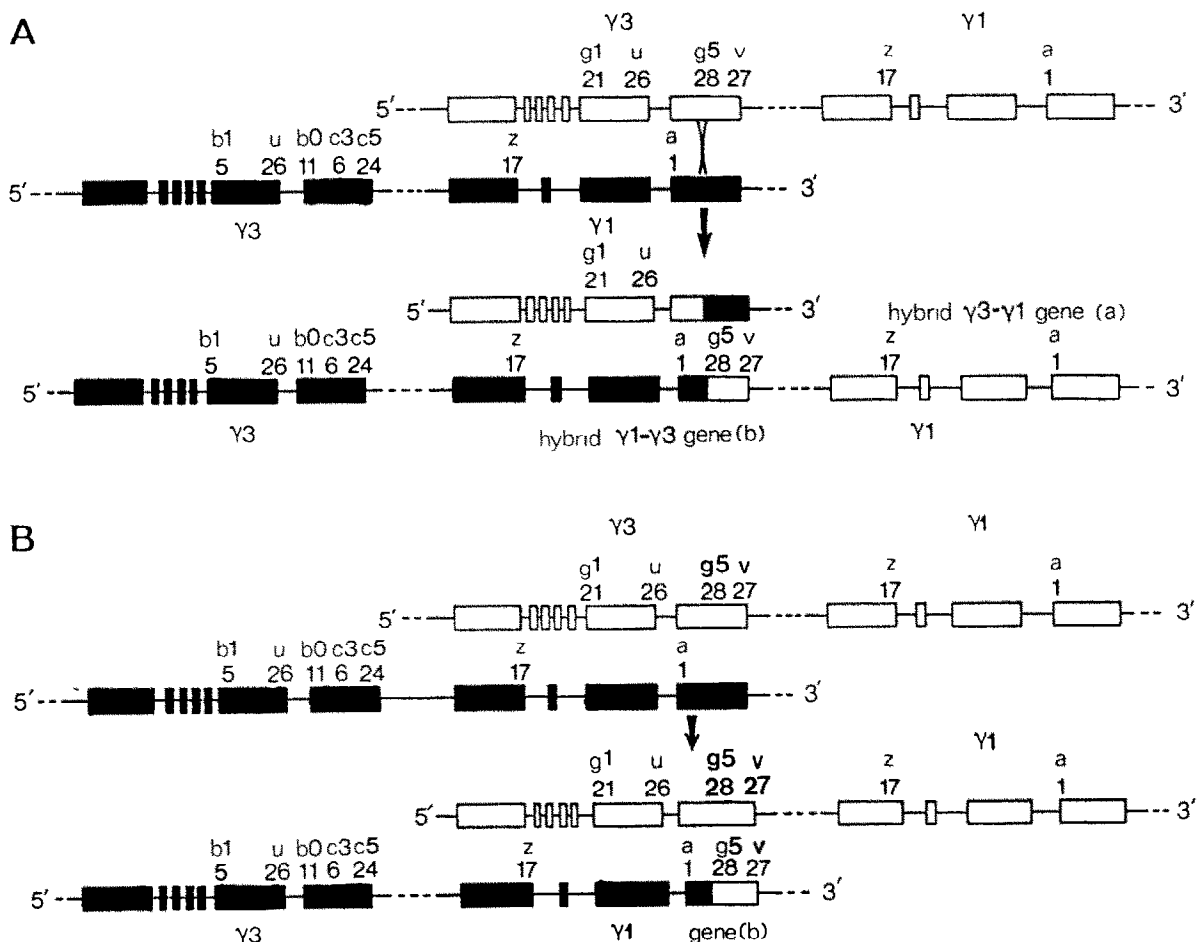 A
γ3 γ1
g1 u g5 v z a
21 26 28 27 17 1
5′ 3′
b1 u b0 c3 c5 z a
5 26 11 6 24 17 1
5′ 3′
γ3 γ1
g1 u
21 26
5′ 3′
hybrid γ3-γ1 gene (a)
b1 u b0 c3 c5 z a g5 v z a
5 26 11 6 24 17 1 28 27 17 1
5′ 3′
γ3 hybrid γ1-γ3 gene (b) γ1
B
γ3 γ1
g1 u g5 v z a
21 26 28 27 17 1
5′ 3′
b1 u b0 c3 c5 z a
5 26 11 6 24 17 1
5′ 3′
γ1
g1 u g5 v z a
21 26 28 27 17 1
5′ 3′
b1 u b0 c3 c5 z a g5 v
5 26 11 6 24 17 1 28 27
5′ 3′
γ3 γ1 gene (b)